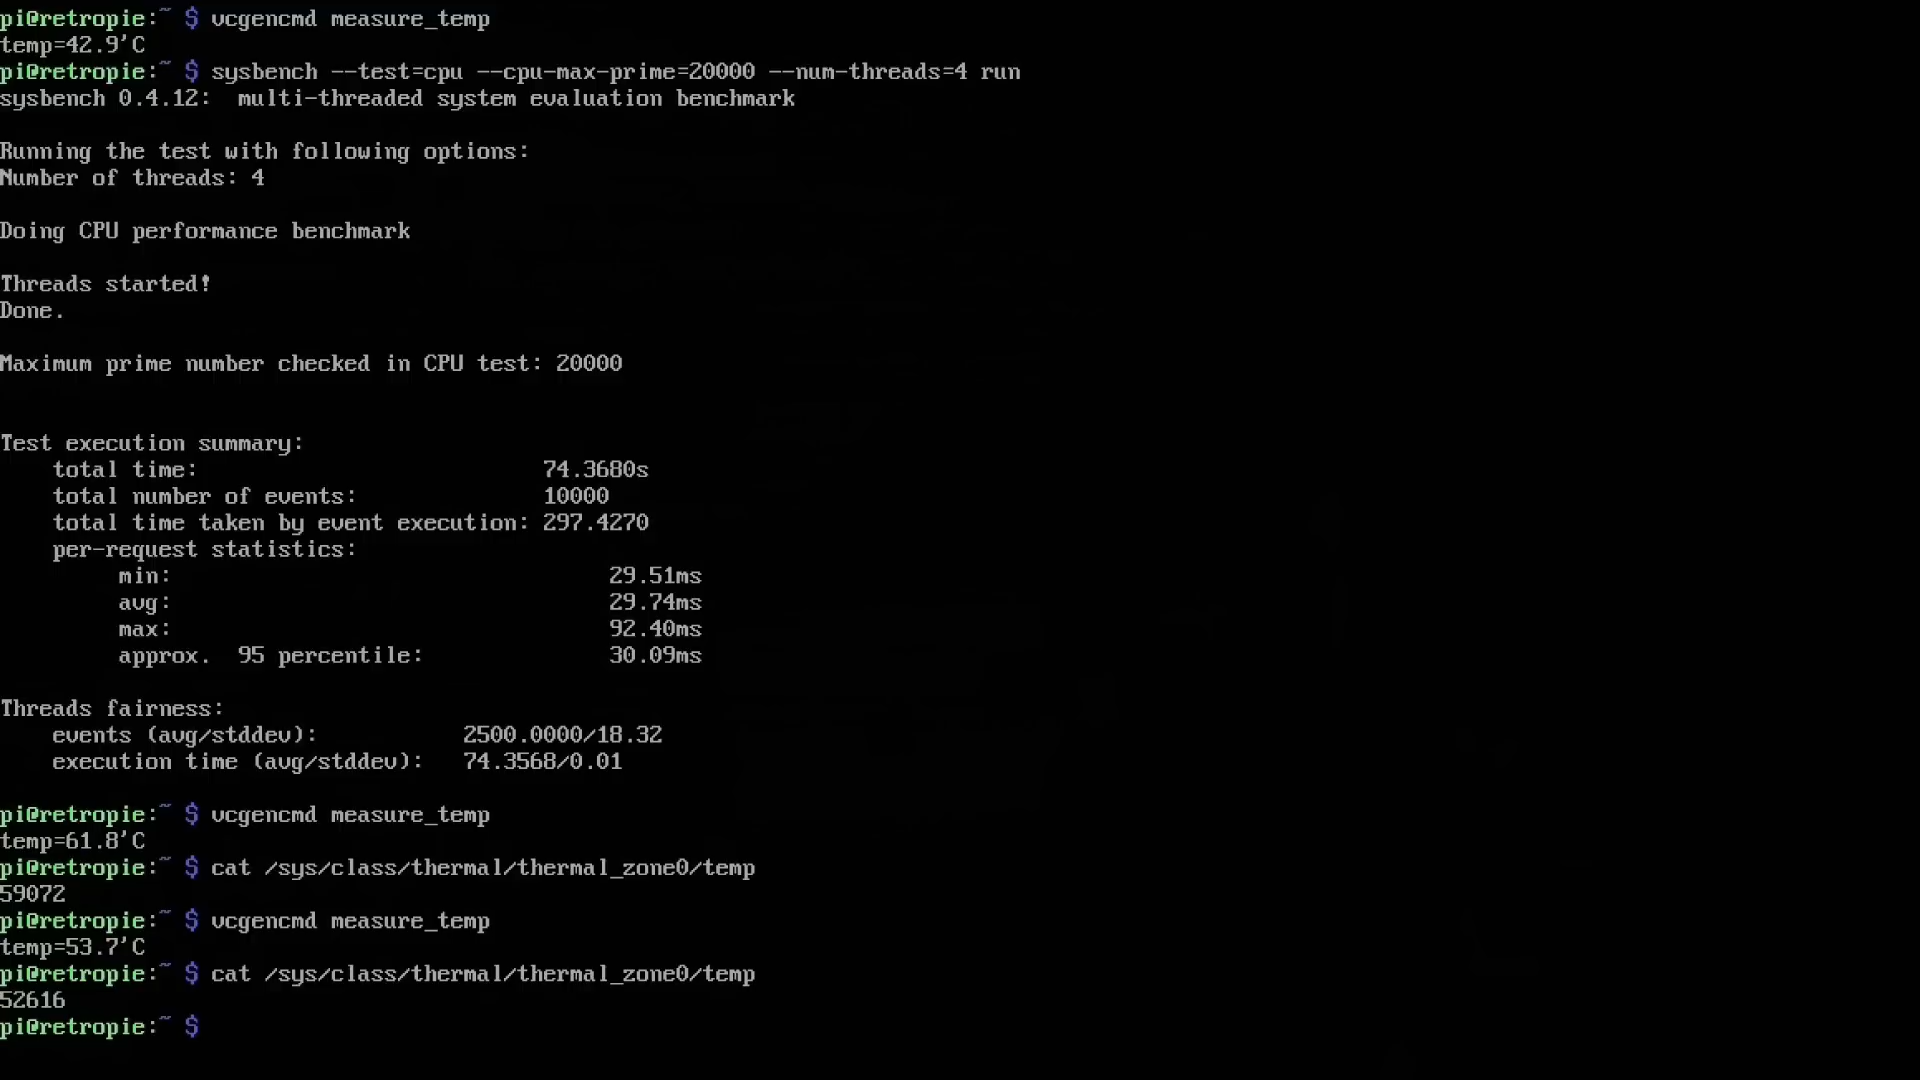 pi@retropie:~ $ vcgencmd measure_temp
temp=42.9'C
pi@retropie:~ $ sysbench --test=cpu --cpu-max-prime=20000 --num-threads=4 run
sysbench 0.4.12:  multi-threaded system evaluation benchmark
Running the test with following options:
Number of threads: 4
Doing CPU performance benchmark
Threads started!
Done.
Maximum prime number checked in CPU test: 20000
Test execution summary:
    total time:                          74.3680s
    total number of events:              10000
    total time taken by event execution: 297.4270
    per-request statistics:
         min:                                 29.51ms
         avg:                                 29.74ms
         max:                                 92.40ms
         approx.  95 percentile:              30.09ms
Threads fairness:
    events (avg/stddev):           2500.0000/18.32
    execution time (avg/stddev):   74.3568/0.01
pi@retropie:~ $ vcgencmd measure_temp
temp=61.8'C
pi@retropie:~ $ cat /sys/class/thermal/thermal_zone0/temp
59072
pi@retropie:~ $ vcgencmd measure_temp
temp=53.7'C
pi@retropie:~ $ cat /sys/class/thermal/thermal_zone0/temp
52616
pi@retropie:~ $